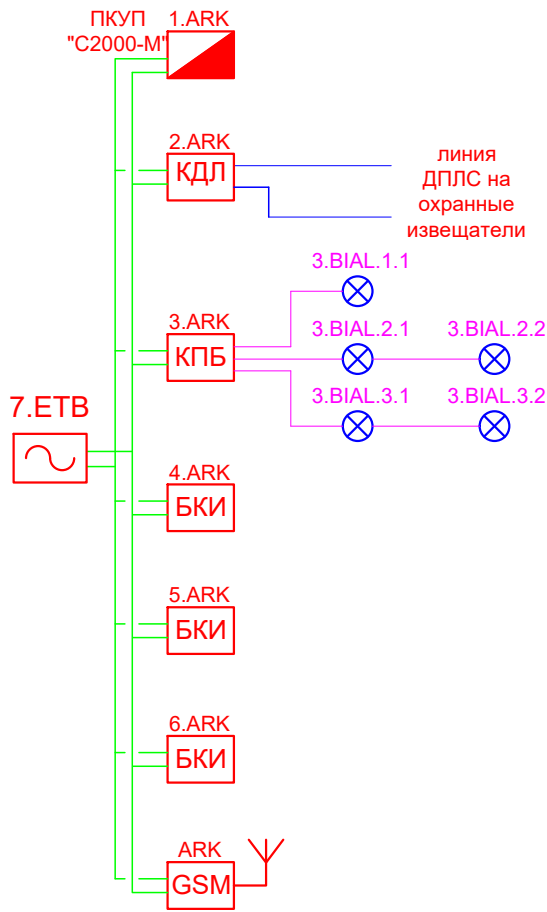 ПКУП
"С2000-М"
1.ARK
2.ARK
КДЛ
линия
ДПЛС на
охранные
извещатели
3.BIAL.1.1
3.ARK
КПБ
3.BIAL.2.1
3.BIAL.2.2
3.BIAL.3.1
3.BIAL.3.2
7.ETB
4.ARK
БКИ
5.ARK
БКИ
6.ARK
БКИ
ARK
GSM